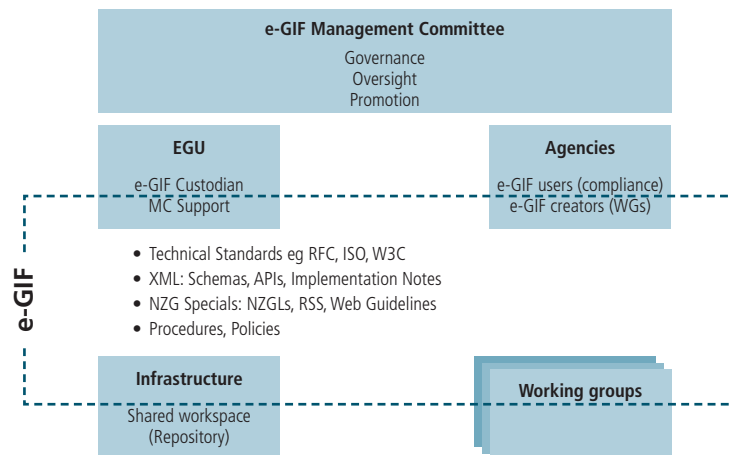 e-GIF Management Committee
Governance
Oversight
Promotion
EGU
e-GIF Custodian
MC Support
Agencies
e-GIF users (compliance)
e-GIF creators (WGs)
e-GIF
• Technical Standards eg RFC, ISO, W3C
• XML: Schemas, APIs, Implementation Notes
• NZG Specials: NZGLs, RSS, Web Guidelines
• Procedures, Policies
Infrastructure
Shared workspace
(Repository)
Working groups